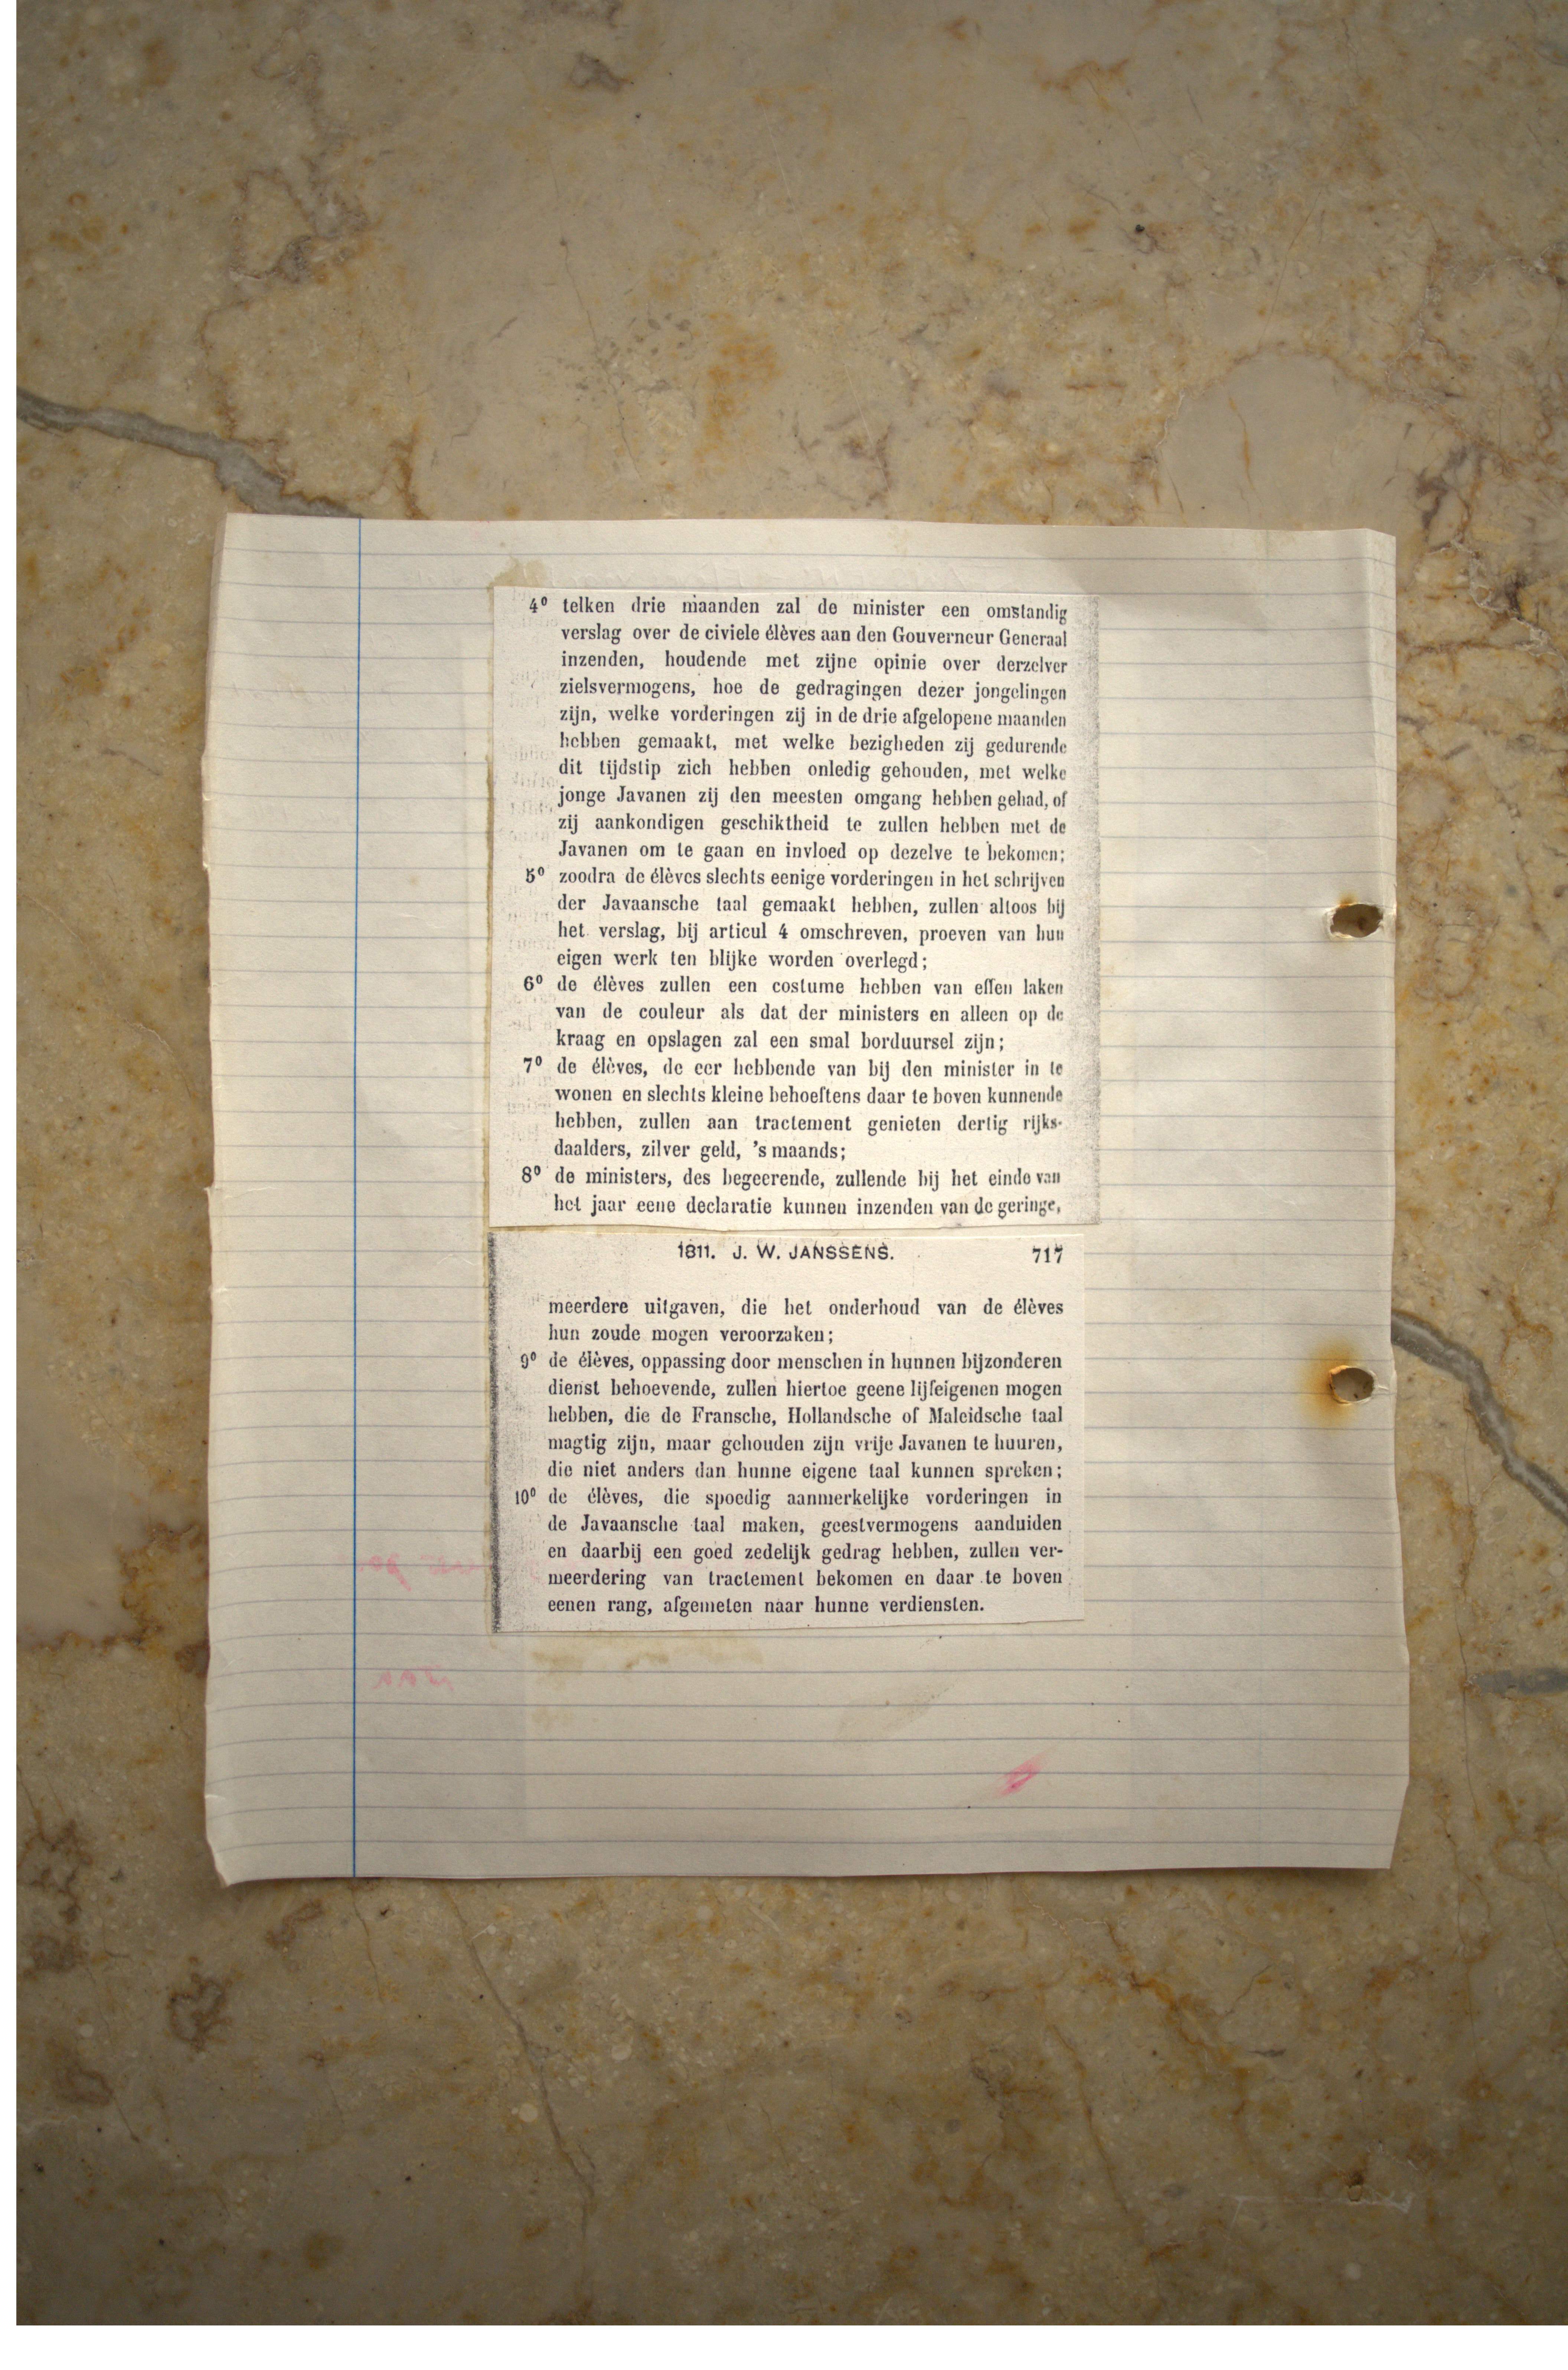 4⁰ telken drie maanden zal de minister een omstandig
verslag over de civiele élèves aan den Gouverneur Generaal
inzenden, houdende met zijne opinie over derzelver
zielsvermogens, hoe de gedragingen dezer jongelingen
zijn, welke vorderingen zij in de drie afgelopene maanden
hebben gemaakt, met welke bezigheden zij gedurende
dit tijdstip zich hebben onledig gehouden, met welke
jonge Javanen zij den meesten omgang hebben gehad, of
zij aankondigen geschiktheid te zullen hebben met de
Javanen om te gaan en invloed op dezelve te bekomen;
5⁰ zoodra de élèves slechts eenige vorderingen in het schrijven
der Javaansche taal gemaakt hebben, zullen altoos bij
het verslag, bij articul 4 omschreven, proeven van hun
eigen werk ten blijke worden overlegd;
6⁰ de élèves zullen een costume hebben van effen laken
van de couleur als dat der ministers en alleen op de
kraag en opslagen zal een smal borduursel zijn;
7⁰ de élèves, de eer hebbende van bij den minister in te
wonen en slechts kleine behoeftens daar te boven kunnende
hebben, zullen aan tractement genieten dertig rijks-
daalders, zilver geld, 's maands;
8⁰ de ministers, des begeerende, zullende bij het einde van
het jaar eene declaratie kunnen inzenden van de geringe,
1811. J. W. JANSSENS. 717
meerdere uitgaven, die het onderhoud van de élèves
hun zoude mogen veroorzaken;
9⁰ de élèves, oppassing door menschen in hunnen bijzonderen
dienst behoevende, zullen hiertoe geene lijfeigenen mogen
hebben, die de Fransche, Hollandsche of Maleidsche taal
magtig zijn, maar gehouden zijn vrije Javanen te huuren,
die niet anders dan hunne eigene taal kunnen spreken;
10⁰ de élèves, die spoedig aanmerkelijke vorderingen in
de Javaansche taal maken, geestvermogens aanduiden
en daarbij een goed zedelijk gedrag hebben, zullen ver-
meerdering van tractement bekomen en daar te boven
eenen rang, afgemeten naar hunne verdiensten.